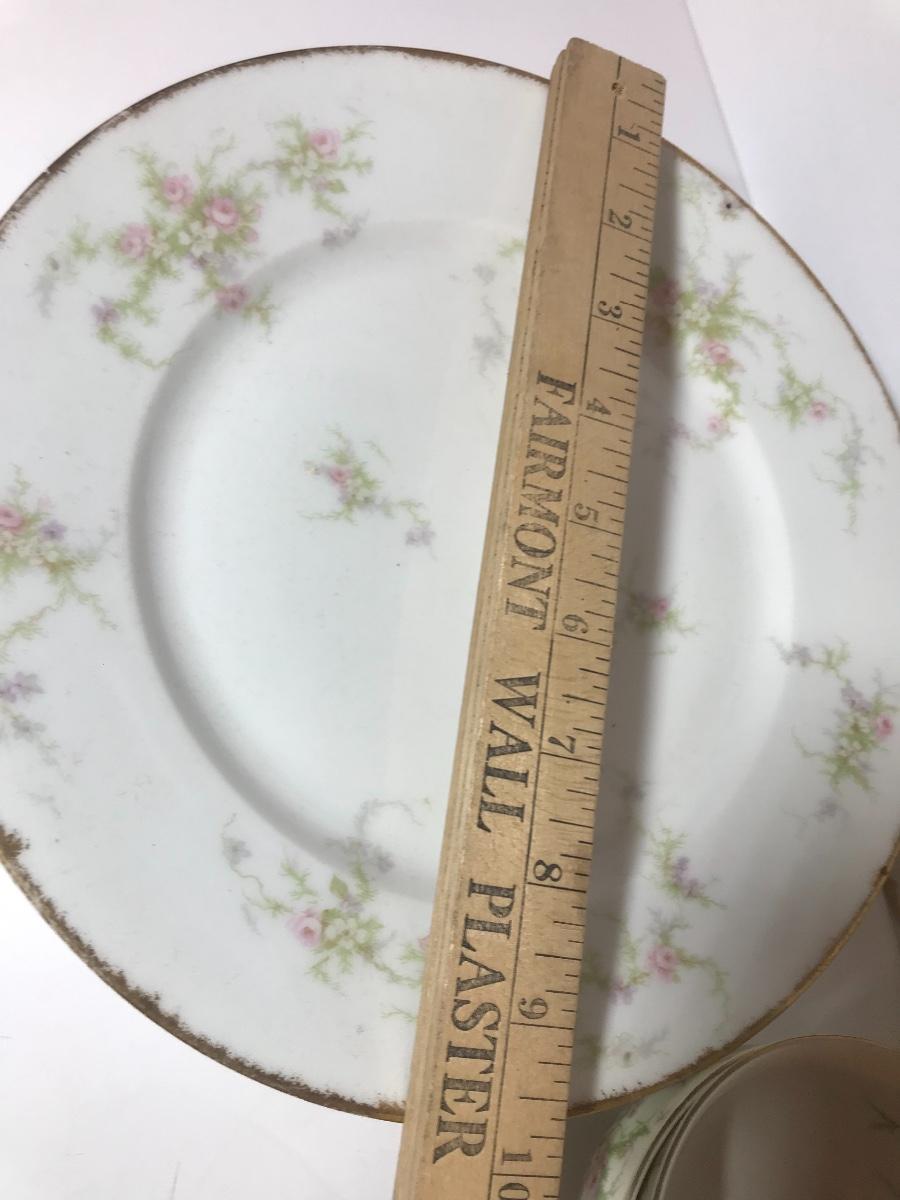 1 2 3 4 5 6 7 8 9 10
FAIRMONT WALL PLASTER